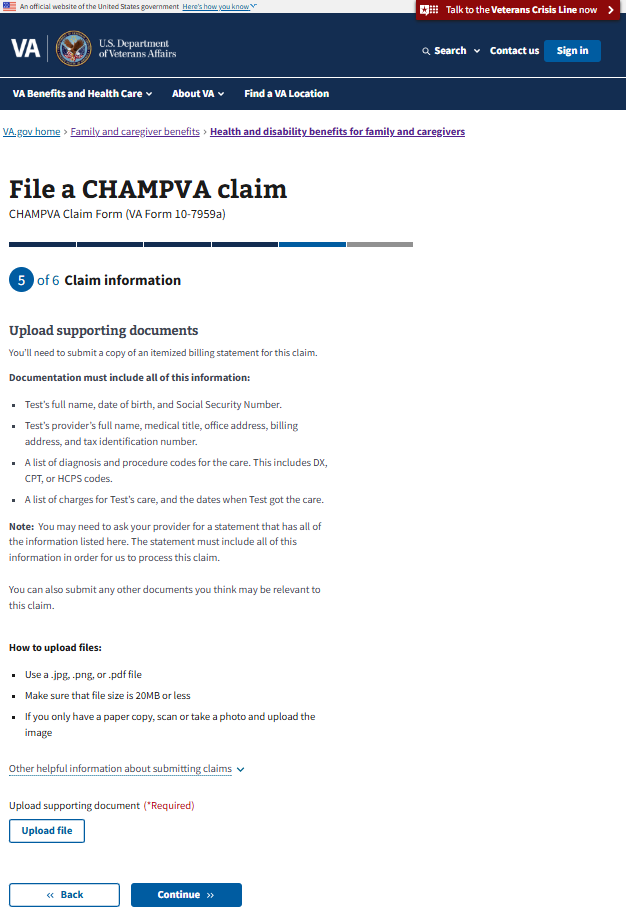 An official website of the United States government Here's how you know
Talk to the Veterans Crisis Line now
VA
U.S. Department
of Veterans Affairs
Search
Contact us
Sign in
VA Benefits and Health Care
About VA
Find a VA Location
VA.gov home › Family and caregiver benefits › Health and disability benefits for family and caregivers
File a CHAMPVA claim
CHAMPVA Claim Form (VA Form 10-7959a)
5 of 6 Claim information
Upload supporting documents
You'll need to submit a copy of an itemized billing statement for this claim.
Documentation must include all of this information:
Test's full name, date of birth, and Social Security Number.
Test's provider's full name, medical title, office address, billing
address, and tax identification number.
A list of diagnosis and procedure codes for the care. This includes DX,
CPT, or HCPS codes.
A list of charges for Test's care, and the dates when Test got the care.
Note: You may need to ask your provider for a statement that has all of
the information listed here. The statement must include all of this
information in order for us to process this claim.
You can also submit any other documents you think may be relevant to
this claim.
How to upload files:
Use a .jpg, .png, or .pdf file
Make sure that file size is 20MB or less
If you only have a paper copy, scan or take a photo and upload the
image
Other helpful information about submitting claims
Upload supporting document (*Required)
Upload file
‹‹ Back
Continue ››